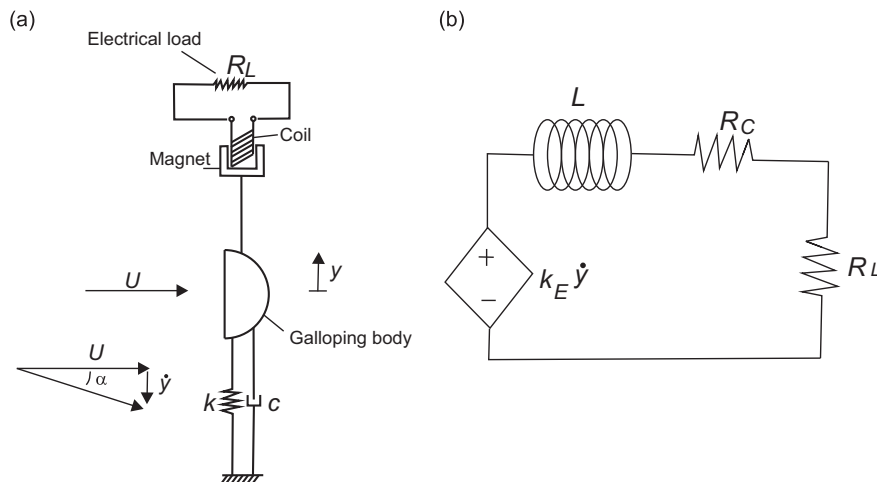 (a)
Electrical load
R_L
Coil
Magnet
U
y
Galloping body
U
α
ẏ
k
c
(b)
L
R_C
R_L
+
−
k_E ẏ